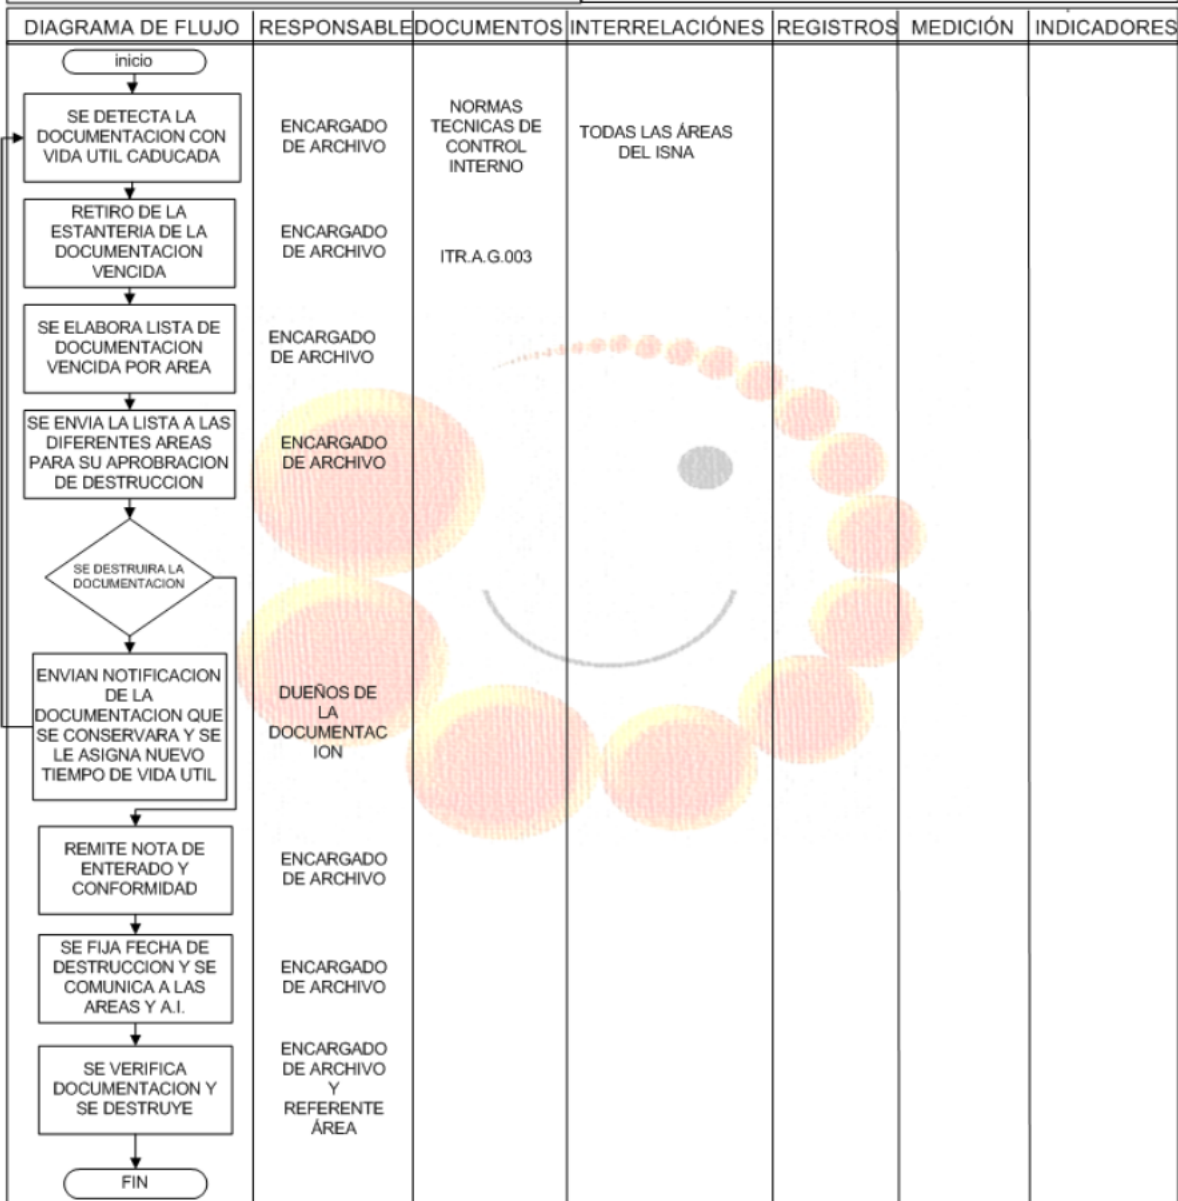 DIAGRAMA DE FLUJO RESPONSABLE DOCUMENTOS INTERRELACIÓNES REGISTROS MEDICIÓN INDICADORES
inicio
SE DETECTA LA
DOCUMENTACION CON
VIDA UTIL CADUCADA
ENCARGADO
DE ARCHIVO
NORMAS
TECNICAS DE
CONTROL
INTERNO
TODAS LAS ÁREAS
DEL ISNA
RETIRO DE LA
ESTANTERIA DE LA
DOCUMENTACION
VENCIDA
ENCARGADO
DE ARCHIVO
ITR.A.G.003
SE ELABORA LISTA DE
DOCUMENTACION
VENCIDA POR AREA
ENCARGADO
DE ARCHIVO
SE ENVIA LA LISTA A LAS
DIFERENTES AREAS
PARA SU APROBRACION
DE DESTRUCCION
ENCARGADO
DE ARCHIVO
SE DESTRUIRA LA
DOCUMENTACION
ENVIAN NOTIFICACION
DE LA
DOCUMENTACION QUE
SE CONSERVARA Y SE
LE ASIGNA NUEVO
TIEMPO DE VIDA UTIL
DUEÑOS DE
LA
DOCUMENTAC
ION
REMITE NOTA DE
ENTERADO Y
CONFORMIDAD
ENCARGADO
DE ARCHIVO
SE FIJA FECHA DE
DESTRUCCION Y SE
COMUNICA A LAS
AREAS Y A.I.
ENCARGADO
DE ARCHIVO
SE VERIFICA
DOCUMENTACION Y
SE DESTRUYE
ENCARGADO
DE ARCHIVO
Y
REFERENTE
ÁREA
FIN